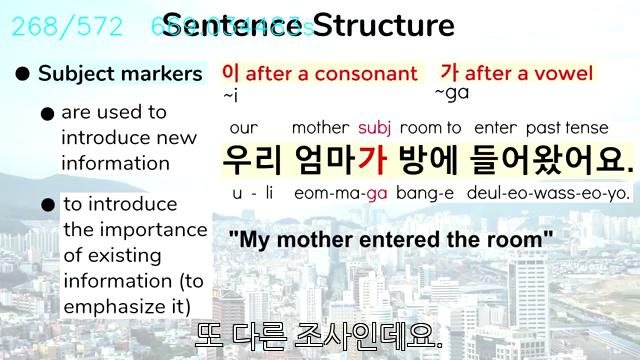 268/572
Sentence Structure
Subject markers
이 after a consonant
가 after a vowel
~i
~ga
are used to
introduce new
information
our mother subj room to enter past tense
우리 엄마가 방에 들어왔어요.
u - li eom-ma-ga bang-e deul-eo-wass-eo-yo.
to introduce
the importance
of existing
information (to
emphasize it)
"My mother entered the room"
또 다른 조사인데요.